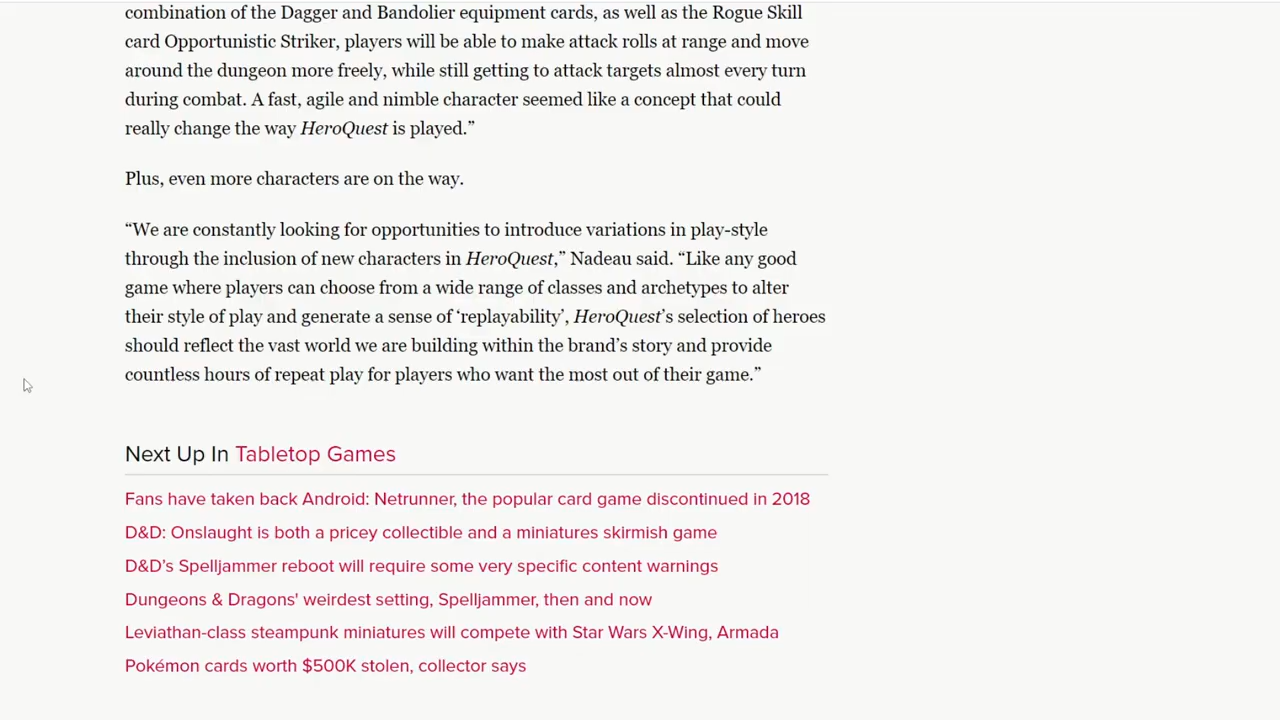 combination of the Dagger and Bandolier equipment cards, as well as the Rogue Skill
card Opportunistic Striker, players will be able to make attack rolls at range and move
around the dungeon more freely, while still getting to attack targets almost every turn
during combat. A fast, agile and nimble character seemed like a concept that could
really change the way HeroQuest is played.”
Plus, even more characters are on the way.
“We are constantly looking for opportunities to introduce variations in play-style
through the inclusion of new characters in HeroQuest,” Nadeau said. “Like any good
game where players can choose from a wide range of classes and archetypes to alter
their style of play and generate a sense of ‘replayability’, HeroQuest’s selection of heroes
should reflect the vast world we are building within the brand’s story and provide
countless hours of repeat play for players who want the most out of their game.”
Next Up In Tabletop Games
Fans have taken back Android: Netrunner, the popular card game discontinued in 2018
D&D: Onslaught is both a pricey collectible and a miniatures skirmish game
D&D’s Spelljammer reboot will require some very specific content warnings
Dungeons & Dragons' weirdest setting, Spelljammer, then and now
Leviathan-class steampunk miniatures will compete with Star Wars X-Wing, Armada
Pokémon cards worth $500K stolen, collector says